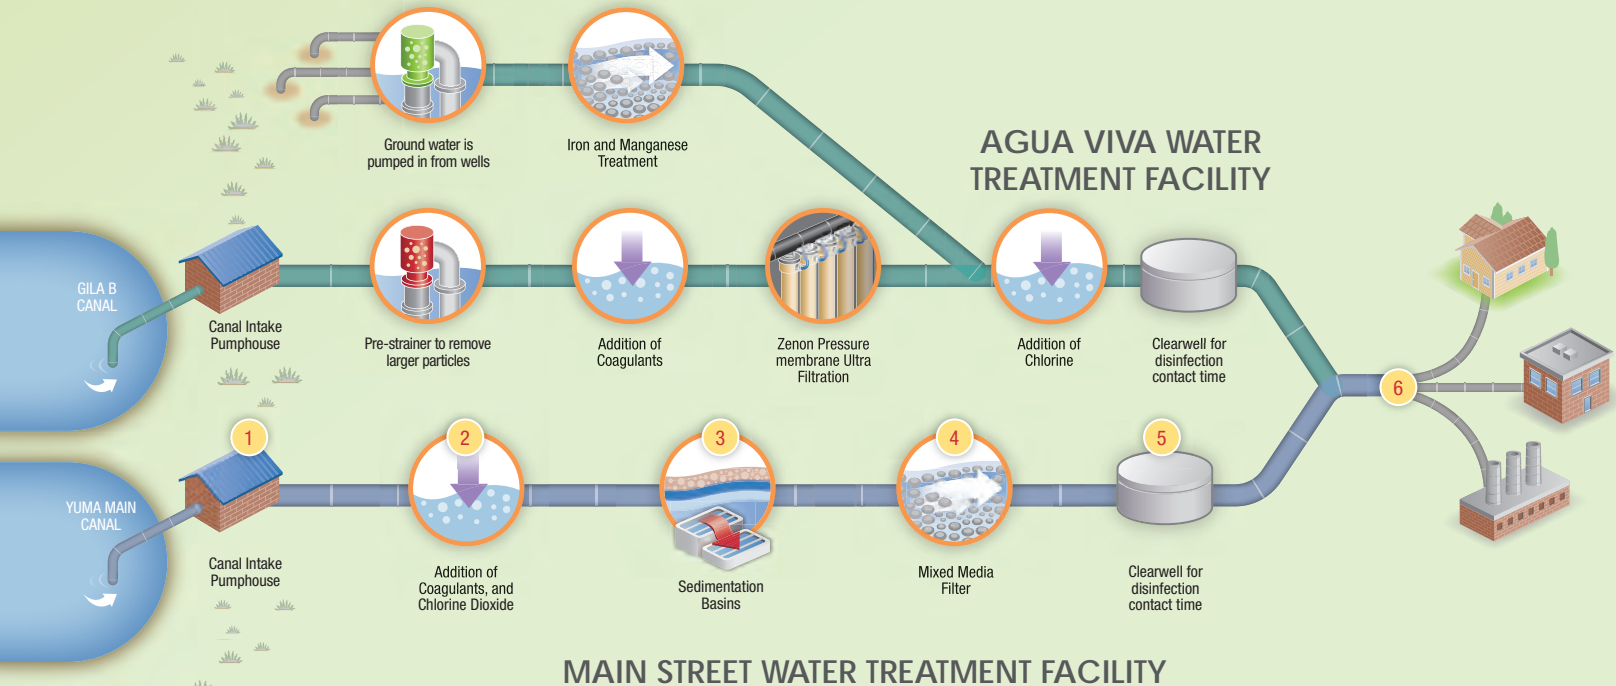 Ground water is
pumped in from wells
Iron and Manganese
Treatment
AGUA VIVA WATER
TREATMENT FACILITY
GILA B
CANAL
Canal Intake
Pumphouse
Pre-strainer to remove
larger particles
Addition of
Coagulants
Zenon Pressure
membrane Ultra
Filtration
Addition of
Chlorine
Clearwell for
disinfection
contact time
6
YUMA MAIN
CANAL
1
Canal Intake
Pumphouse
2
Addition of
Coagulants, and
Chlorine Dioxide
3
Sedimentation
Basins
4
Mixed Media
Filter
5
Clearwell for
disinfection
contact time
MAIN STREET WATER TREATMENT FACILITY